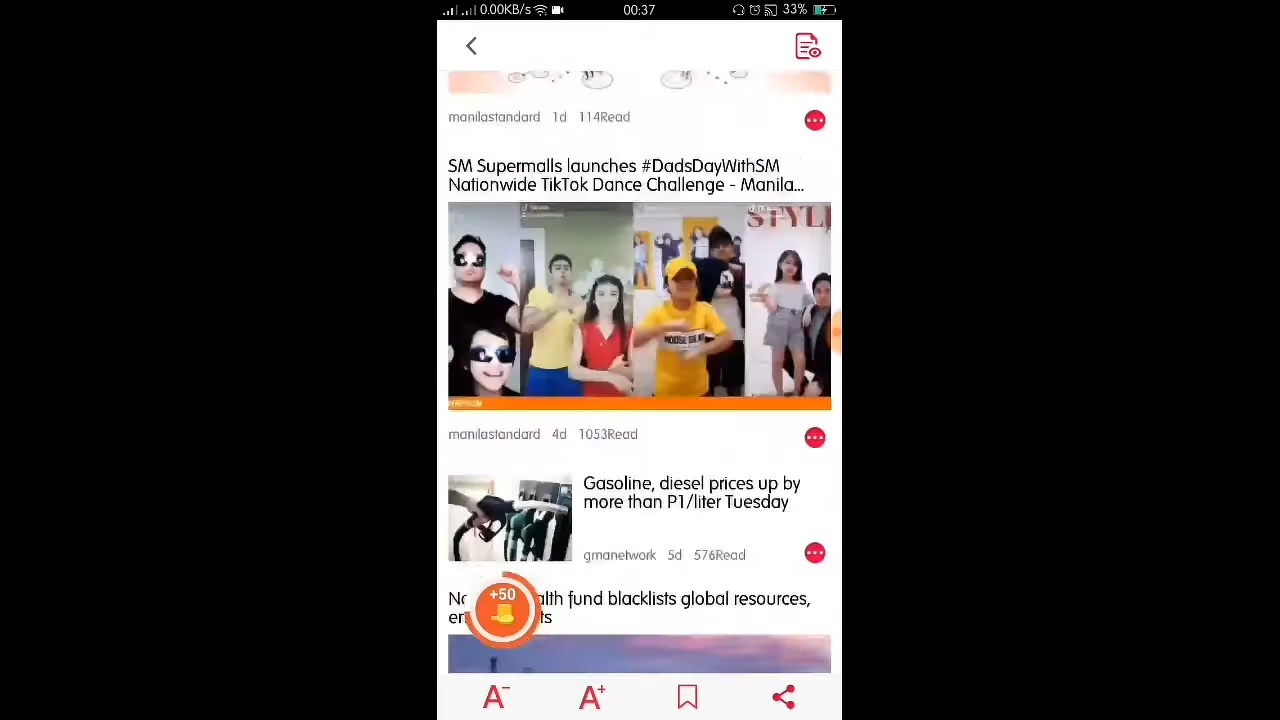 0.00KB/s 00:37 33%
manilastandard 1d 114Read
SM Supermalls launches #DadsDayWithSM
Nationwide TikTok Dance Challenge - Manila...
STYL
manilastandard 4d 1053Read
Gasoline, diesel prices up by
more than P1/liter Tuesday
gmanetwork 5d 576Read
+50
fund blacklists global resources,
A- A+